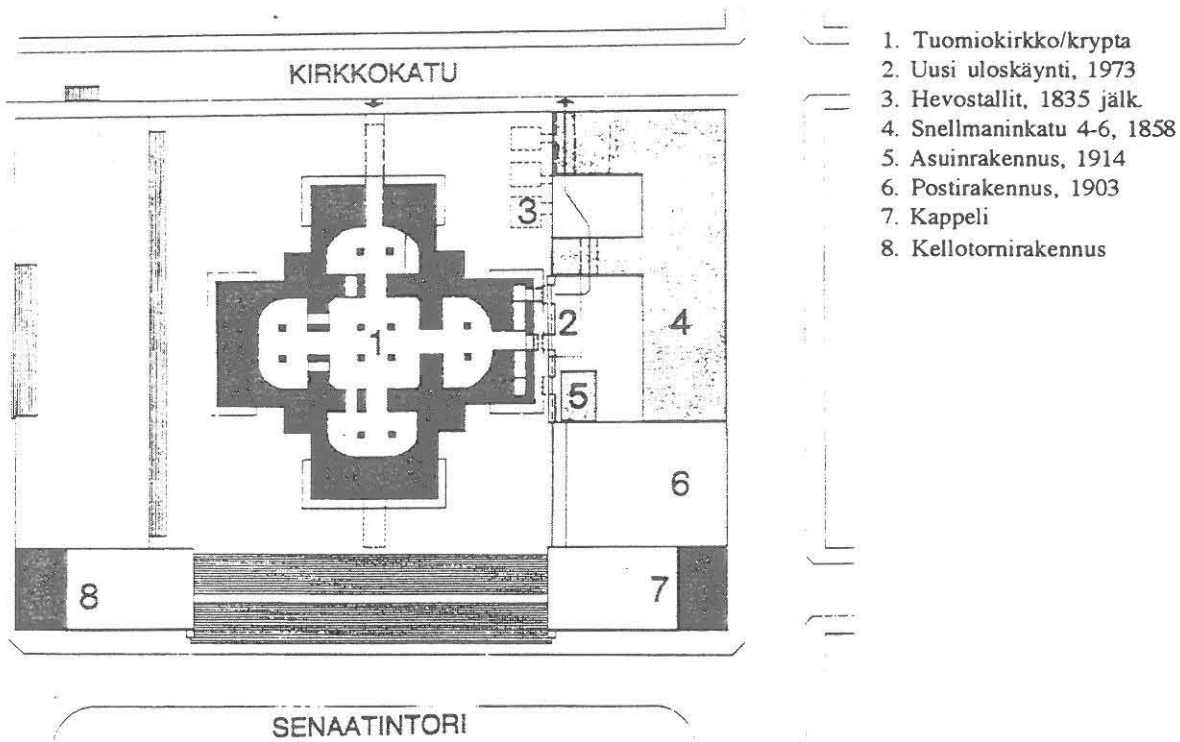 KIRKKOKATU
1. Tuomiokirkko/krypta
2. Uusi uloskäynti, 1973
3. Hevostallit, 1835 jälk.
4. Snellmaninkatu 4-6, 1858
5. Asuinrakennus, 1914
6. Postirakennus, 1903
7. Kappeli
8. Kellotornirakennus
3
1
2
4
5
6
8
7
SENAATINTORI